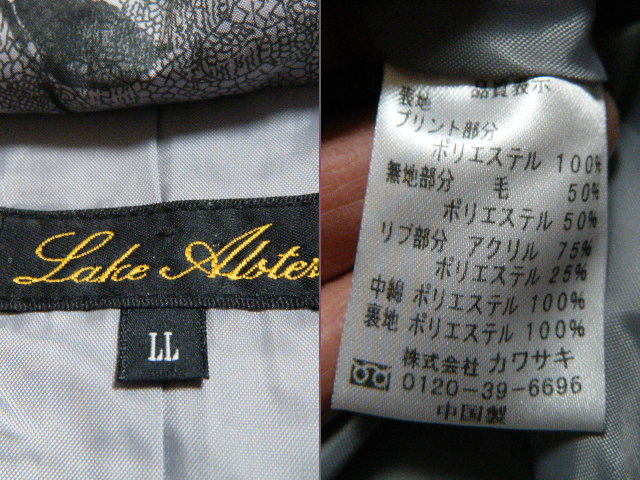 Lake Alster
LL
品質表示
表地
プリント部分
ポリエステル 100%
無地部分 毛 50%
ポリエステル 50%
リブ部分 アクリル 75%
ポリエステル 25%
中綿 ポリエステル 100%
裏地 ポリエステル 100%
株式会社 カワサキ
0120-39-6696
中国製